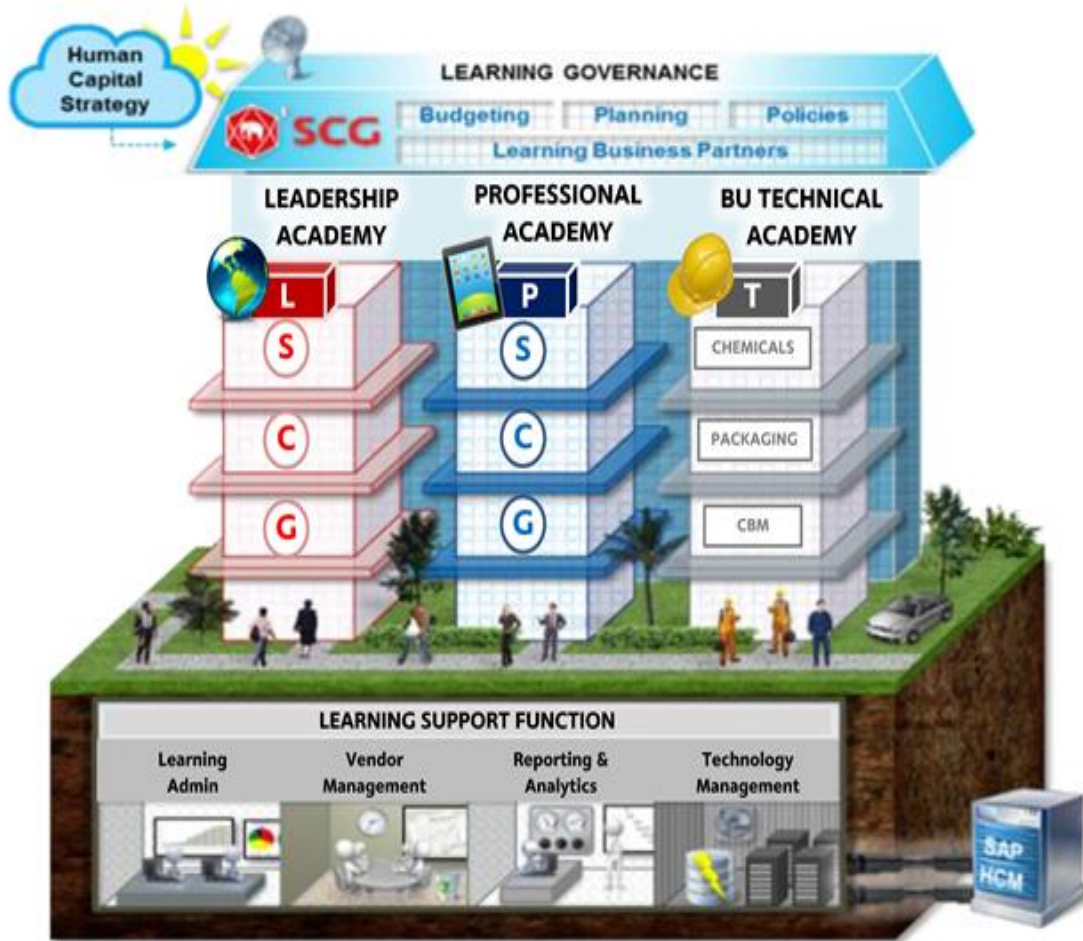 Human
Capital
Strategy
LEARNING GOVERNANCE
SCG
Budgeting
Planning
Policies
Learning Business Partners
LEADERSHIP
ACADEMY
PROFESSIONAL
ACADEMY
BU TECHNICAL
ACADEMY
L
P
T
S
C
G
S
C
G
CHEMICALS
PACKAGING
CBM
LEARNING SUPPORT FUNCTION
Learning
Admin
Vendor
Management
Reporting &
Analytics
Technology
Management
SAP
HCM